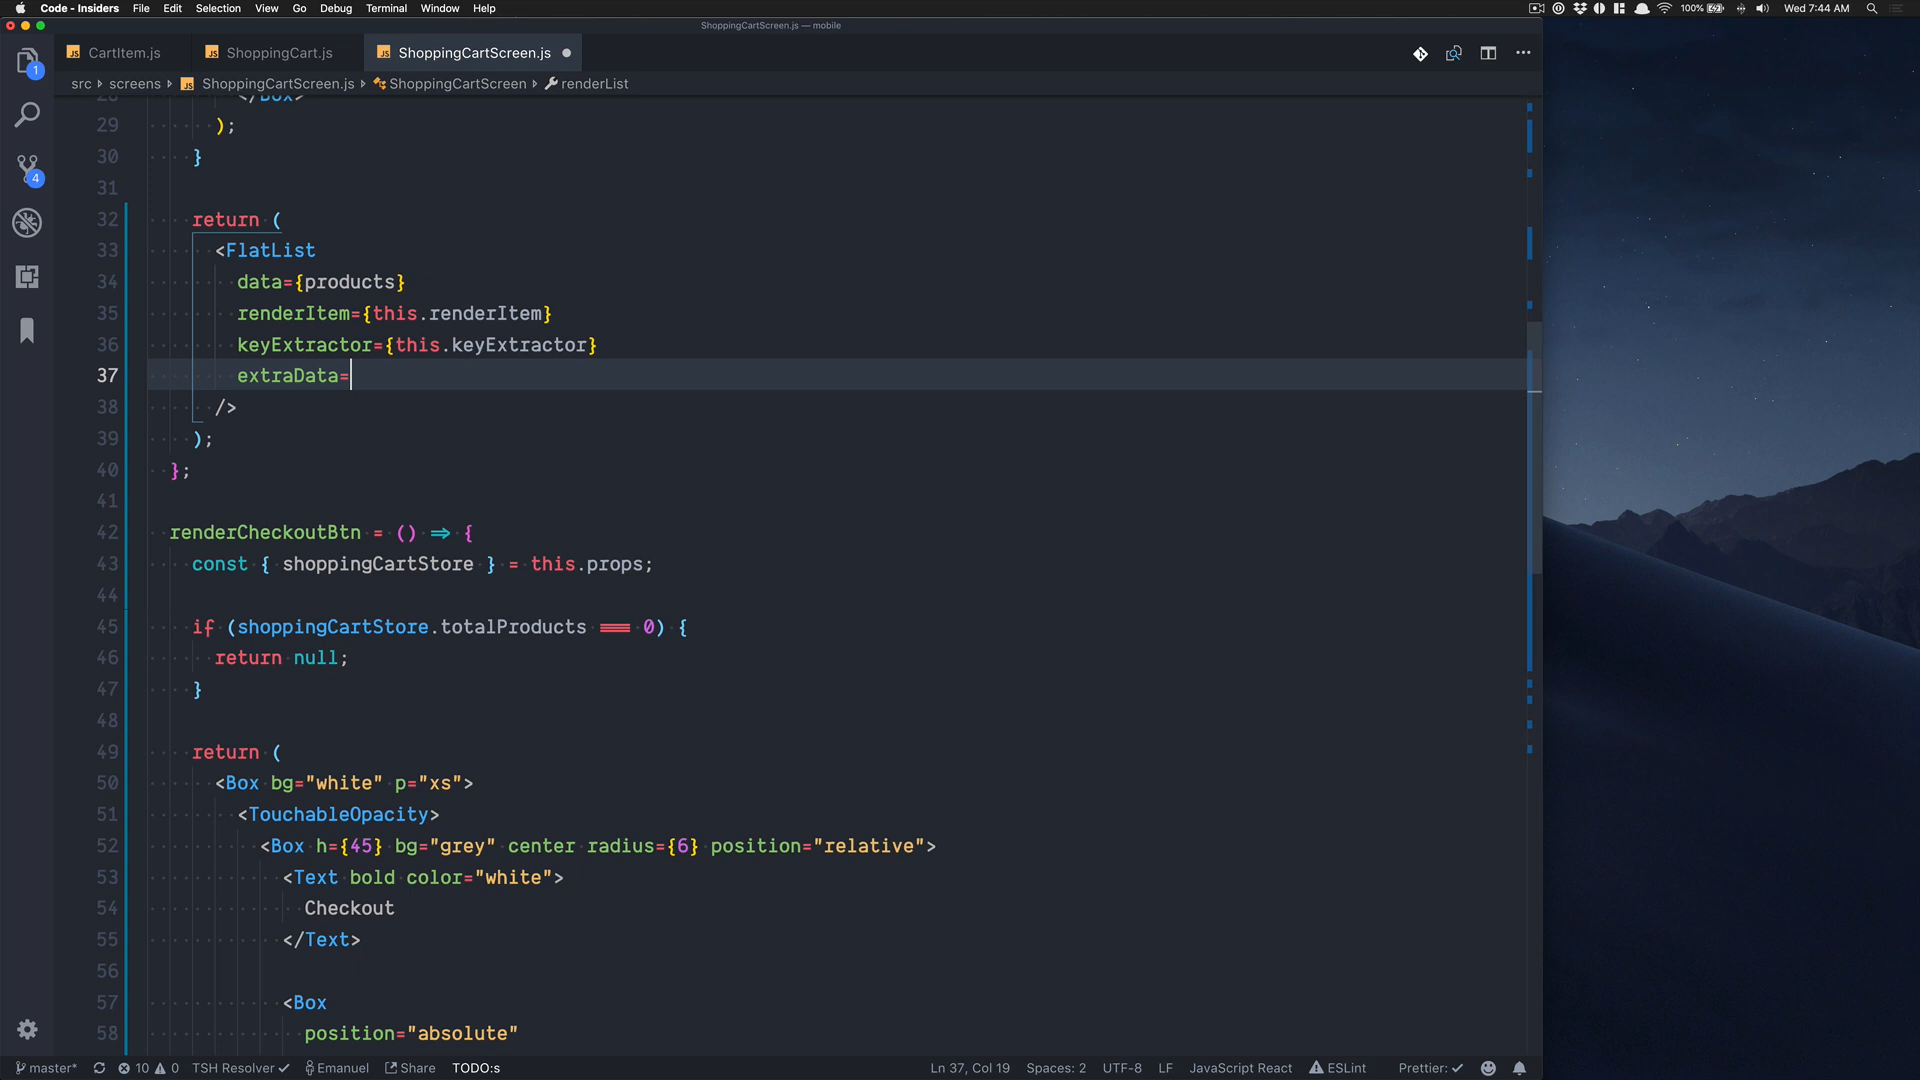 Code - Insiders File Edit Selection View Go Debug Terminal Window Help 100% Wed 7:44 AM
ShoppingCartScreen.js — mobile
CartItem.js ShoppingCart.js ShoppingCartScreen.js
src screens ShoppingCartScreen.js ShoppingCartScreen renderList
1
4
28 </Box>
29 );
30 }
31
32 return (
33 <FlatList
34 data={products}
35 renderItem={this.renderItem}
36 keyExtractor={this.keyExtractor}
37 extraData=
38 />
39 );
40 };
41
42 renderCheckoutBtn = () => {
43 const { shoppingCartStore } = this.props;
44
45 if (shoppingCartStore.totalProducts === 0) {
46 return null;
47 }
48
49 return (
50 <Box bg="white" p="xs">
51 <TouchableOpacity>
52 <Box h={45} bg="grey" center radius={6} position="relative">
53 <Text bold color="white">
54 Checkout
55 </Text>
56
57 <Box
58 position="absolute"
master* 10 0 TSH Resolver Emanuel Share TODO:s Ln 37, Col 19 Spaces: 2 UTF-8 LF JavaScript React ESLint Prettier: